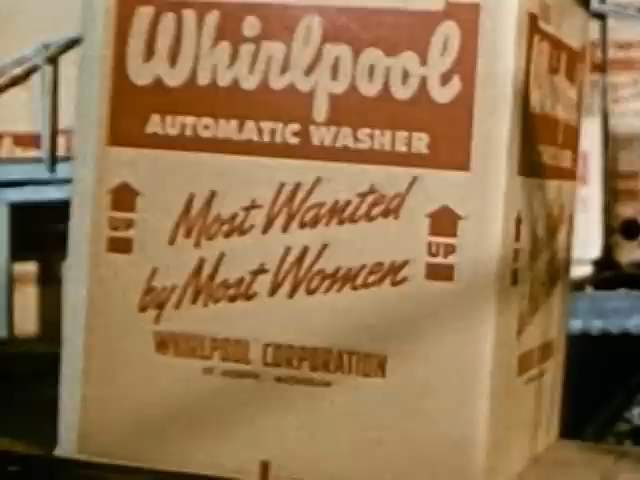 Whirlpool
AUTOMATIC WASHER
UP
Most Wanted
UP
by Most Women
WHIRLPOOL CORPORATION